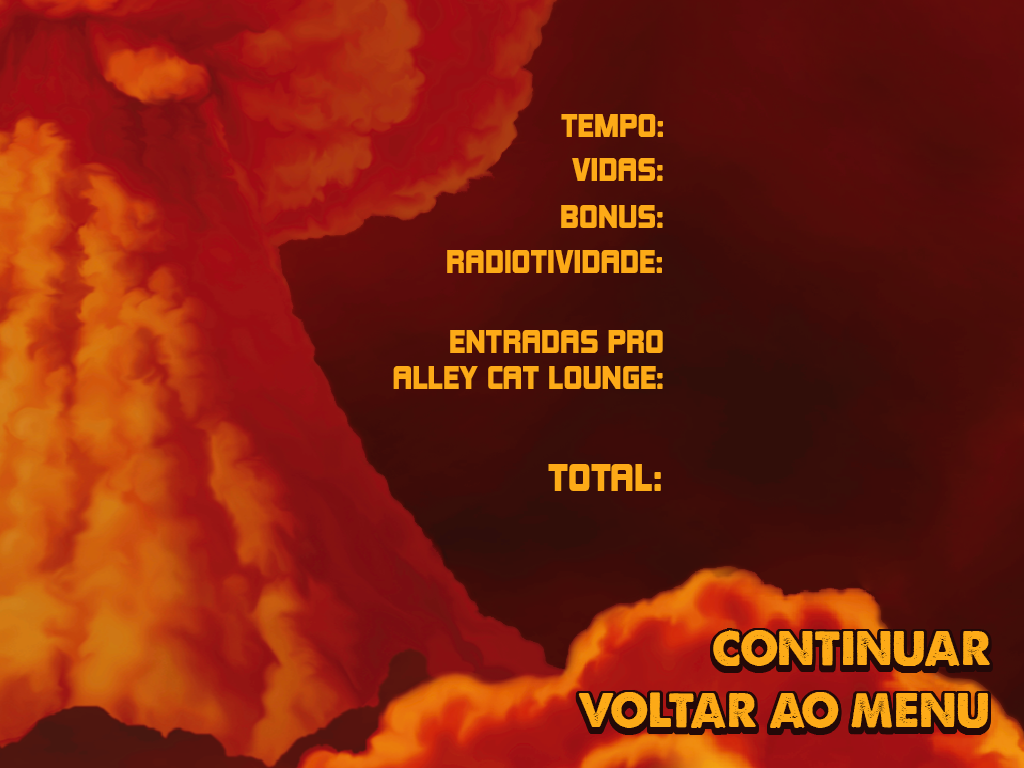 TEMPO:
VIDAS:
BONUS:
RADIOTIVIDADE:
ENTRADAS PRO
ALLEY CAT LOUNGE:
TOTAL:
CONTINUAR
VOLTAR AO MENU